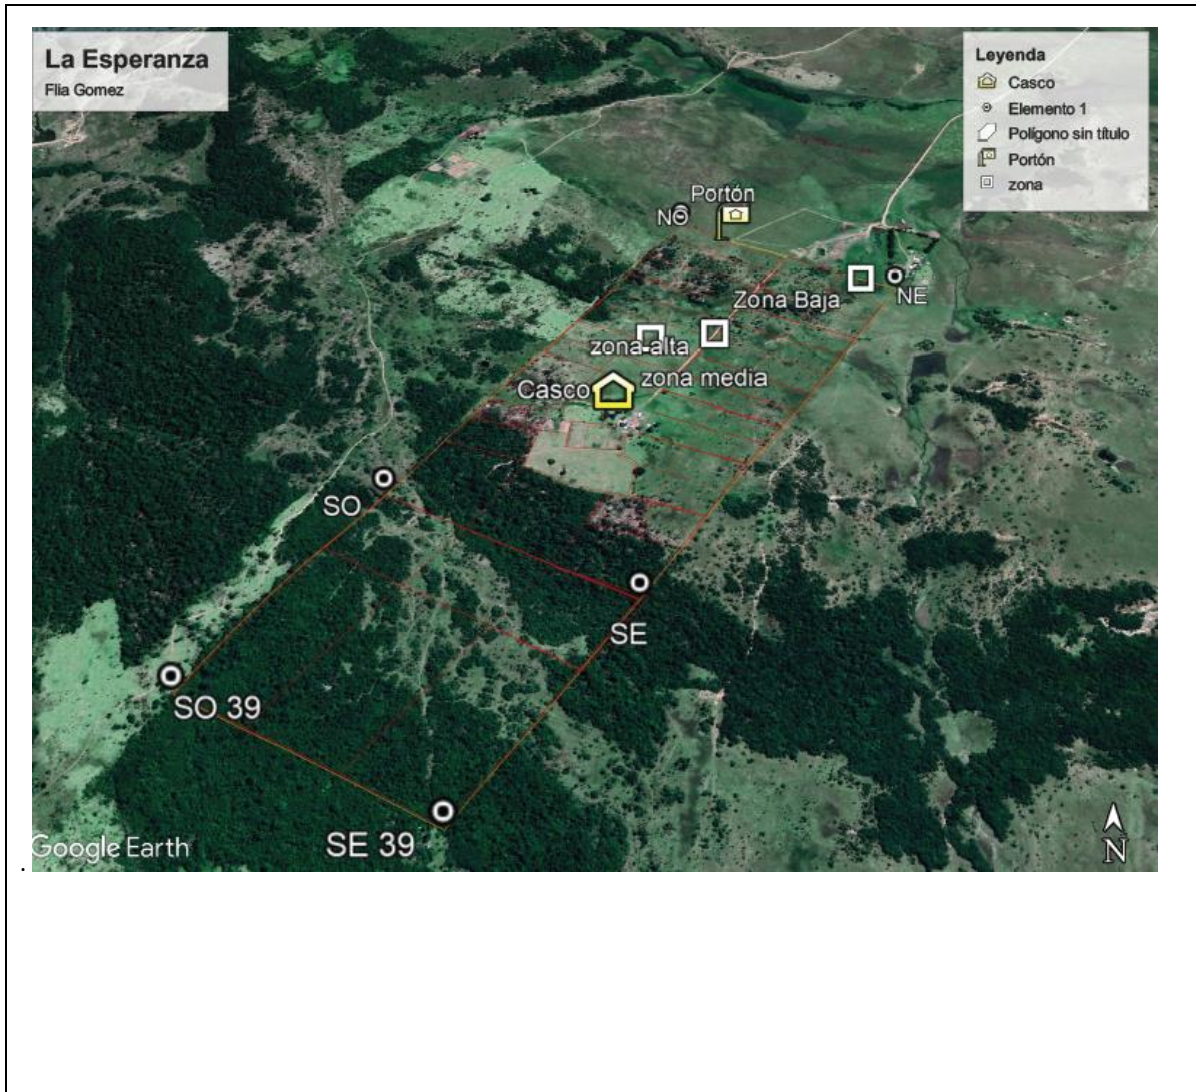 La Esperanza
Flia Gomez
Leyenda
Casco
Elemento 1
Polígono sin título
Portón
zona
Portón
NO
NE
Zona Baja
zona alta
zona media
Casco
SO
SE
SO 39
SE 39
Google Earth
N
.